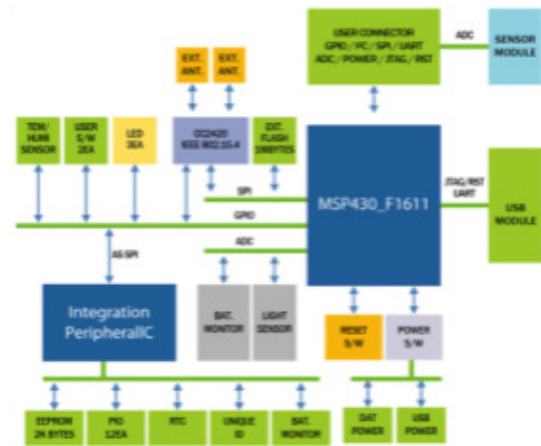 USER CONNECTOR
GPIO / I²C / SPI / UART
ADC / POWER / JTAG / RST
ADC
SENSOR
MODULE
EXT.
ANT.
EXT.
ANT.
TEM/
HUMI
SENSOR
USER
S/W
2EA
LED
3EA
CC2420
IEEE 802.15.4
EXT.
FLASH
1MBYTES
MSP430_F1611
JTAG/RST
UART
USB
MODULE
SPI
GPIO
ADC
AS SPI
Integration
PeripheralIC
BAT.
MONITOR
LIGHT
SENSOR
RESET
S/W
POWER
S/W
EEPROM
2K BYTES
PIO
12EA
RTC
UNIQUE
ID
BAT.
MONITOR
POWER
USB
POWER